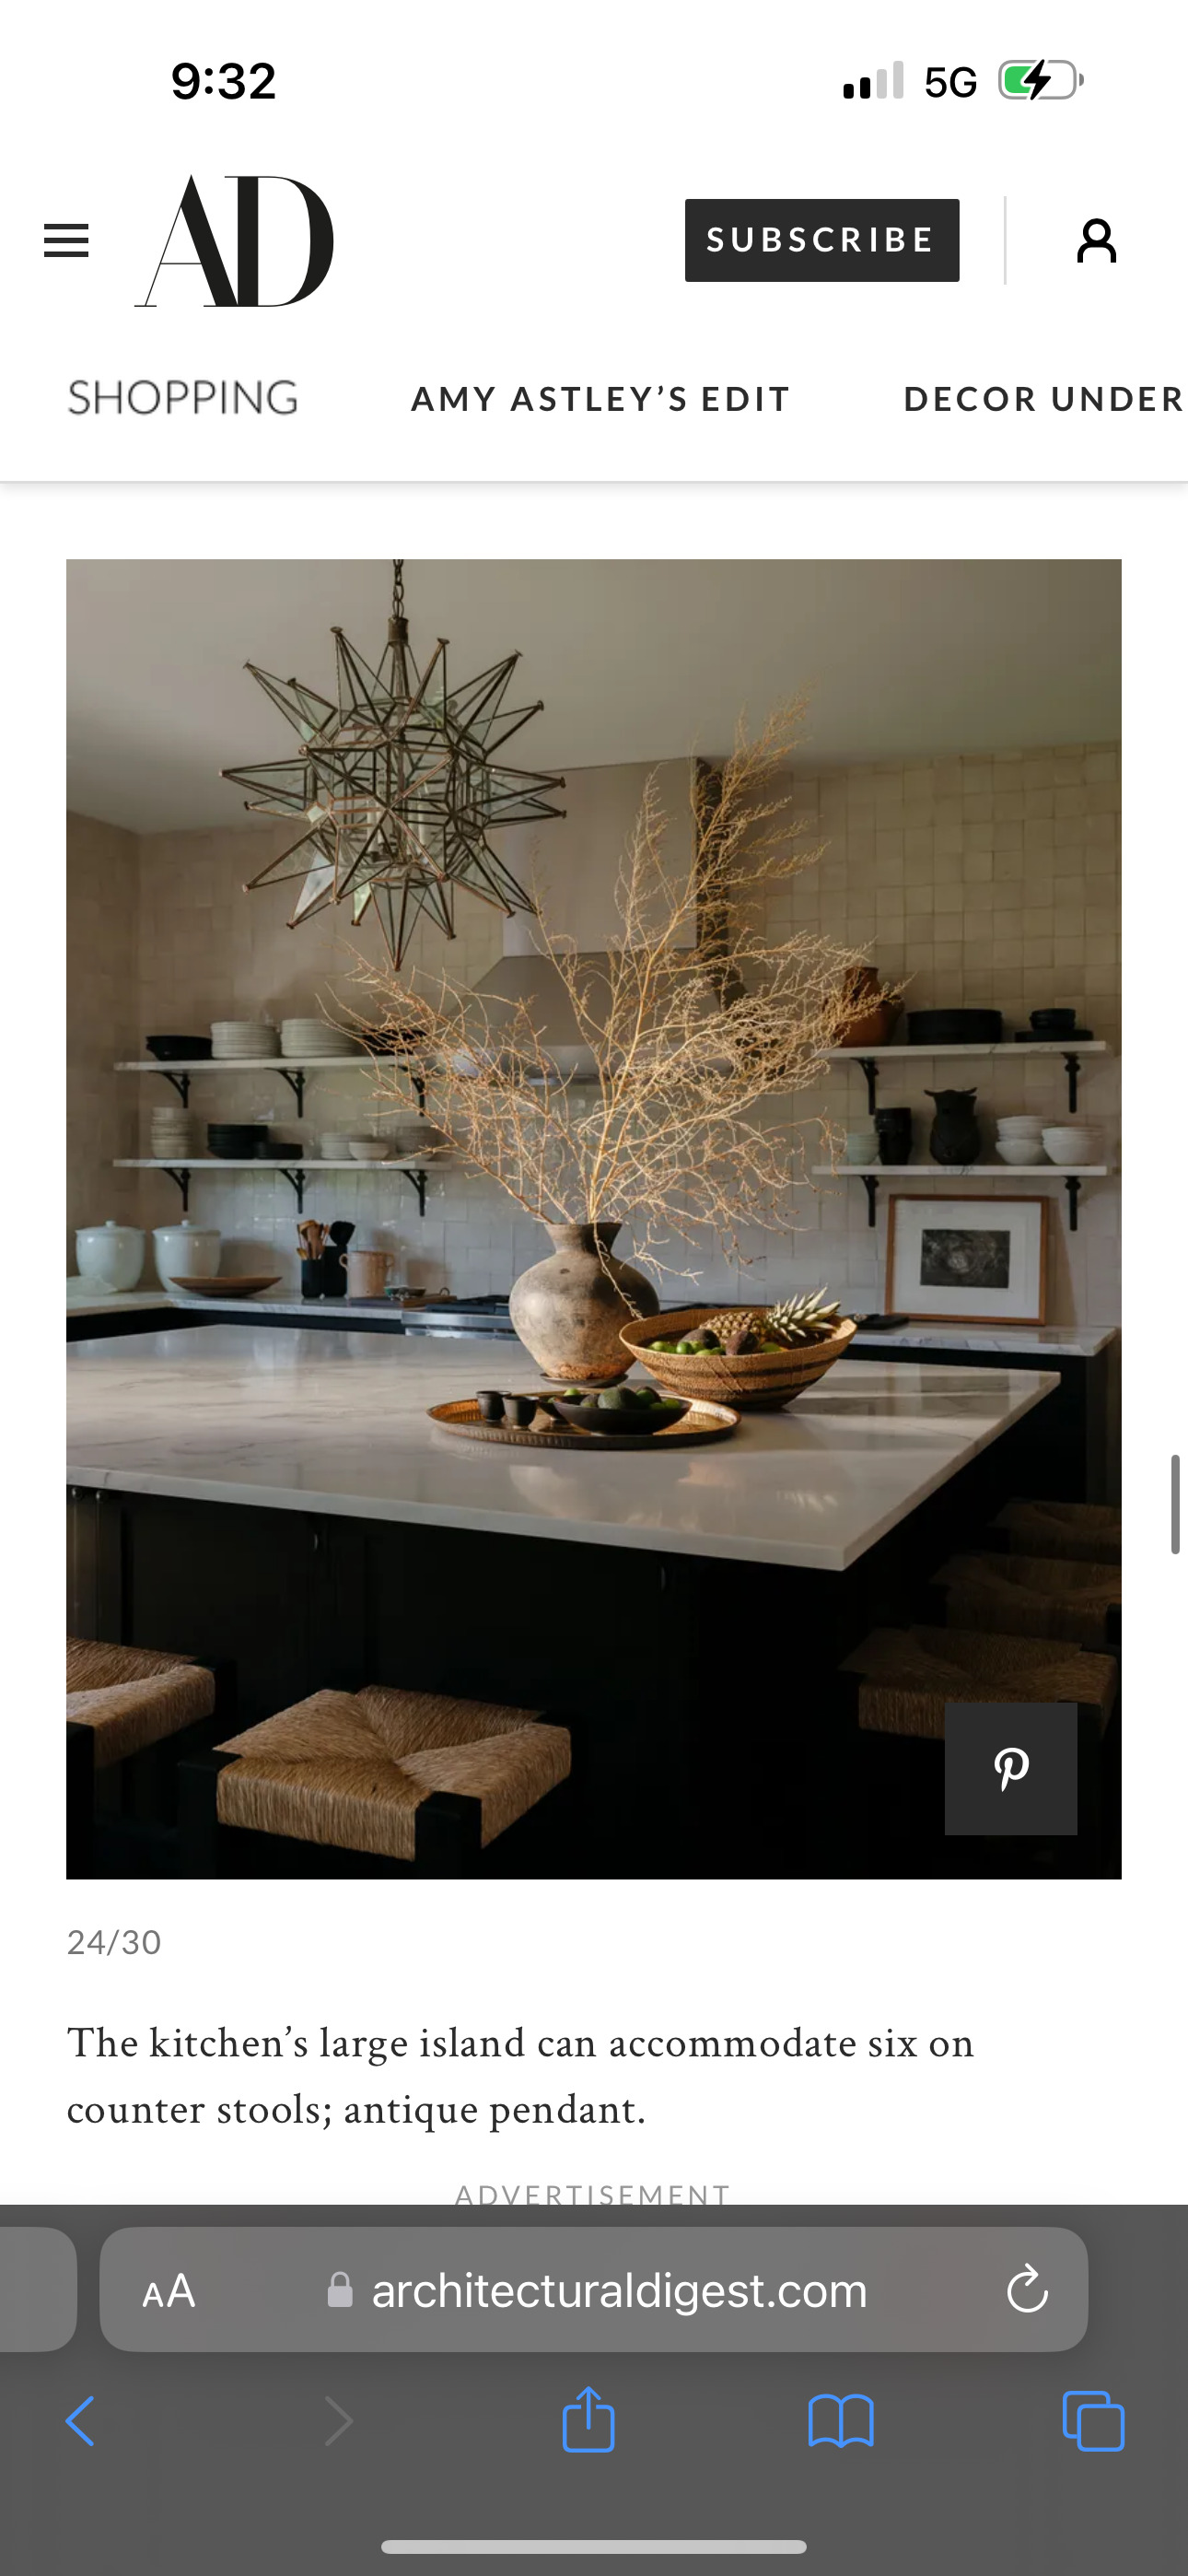 9:32
5G
AD
SUBSCRIBE
SHOPPING
AMY ASTLEY’S EDIT
DECOR UNDER
24/30
The kitchen’s large island can accommodate six on
counter stools; antique pendant.
ADVERTISEMENT
AA
architecturaldigest.com